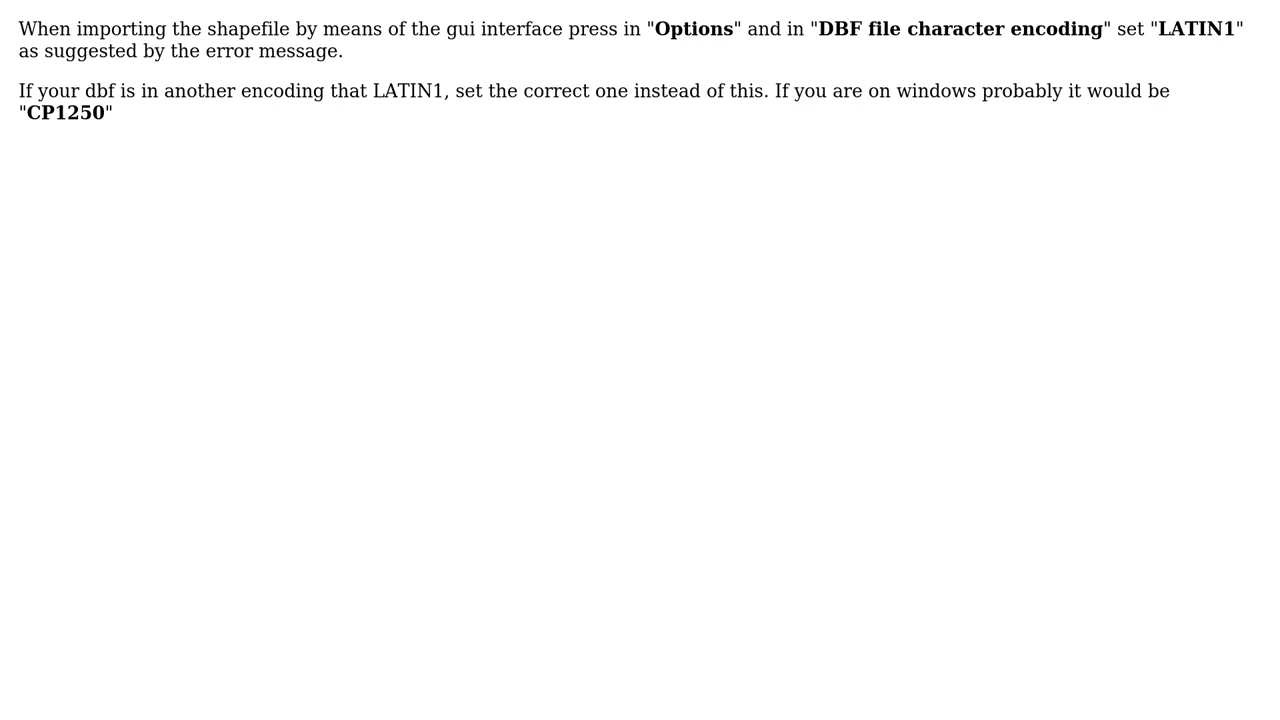 When importing the shapefile by means of the gui interface press in "Options" and in "DBF file character encoding" set "LATIN1"
as suggested by the error message.
If your dbf is in another encoding that LATIN1, set the correct one instead of this. If you are on windows probably it would be
"CP1250"